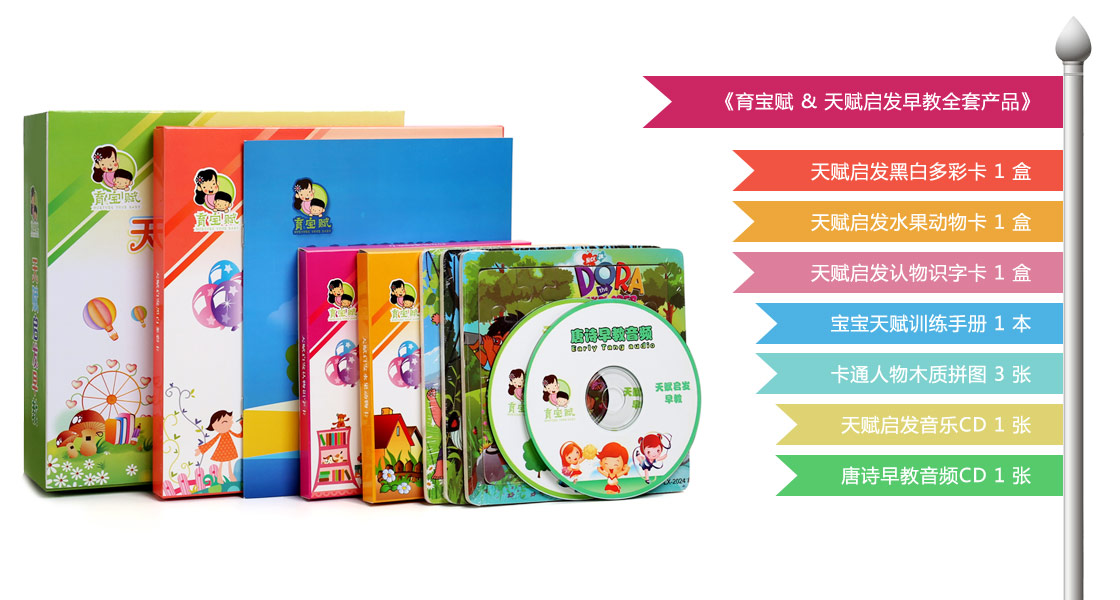 《育宝赋 & 天赋启发早教全套产品》
天赋启发黑白多彩卡 1 盒
天赋启发水果动物卡 1 盒
天赋启发认物识字卡 1 盒
宝宝天赋训练手册 1 本
卡通人物木质拼图 3 张
天赋启发音乐CD 1 张
唐诗早教音频CD 1 张
育宝赋
育宝赋
育宝赋
育宝赋
育宝赋
天
DORA
the
唐诗早教音频
Early Tang audio
天赋启发
早教
育宝赋